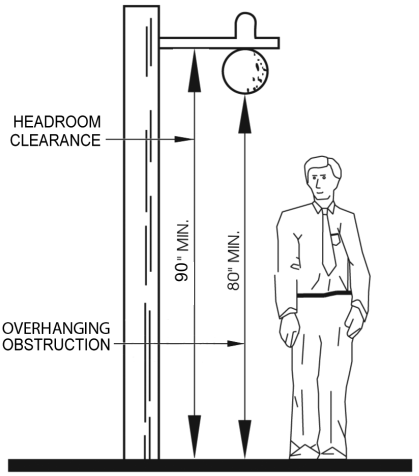 HEADROOM
CLEARANCE
90" MIN.
80" MIN.
OVERHANGING
OBSTRUCTION